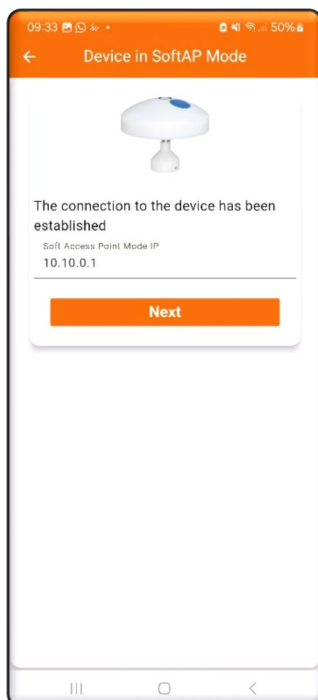 09:33 50%
Device in SoftAP Mode
The connection to the device has been
established
Soft Access Point Mode IP
10.10.0.1
Next